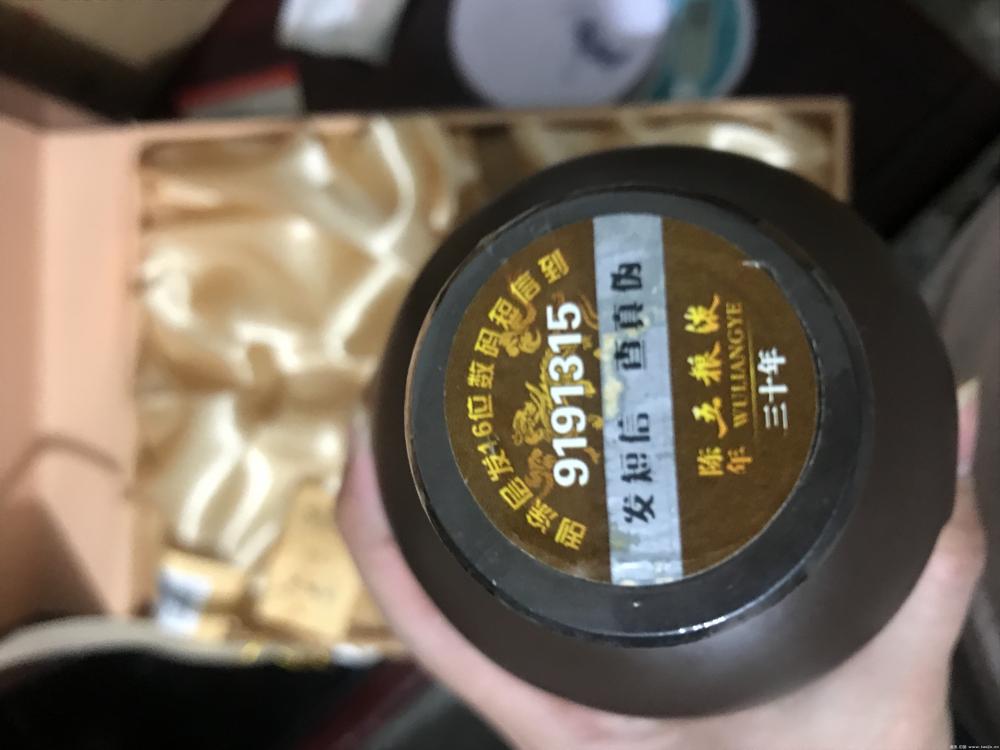 刮涂层发16位数码短信到
9191315
发短信 查真伪
陈年五粮液
WULIANGYE
三十年